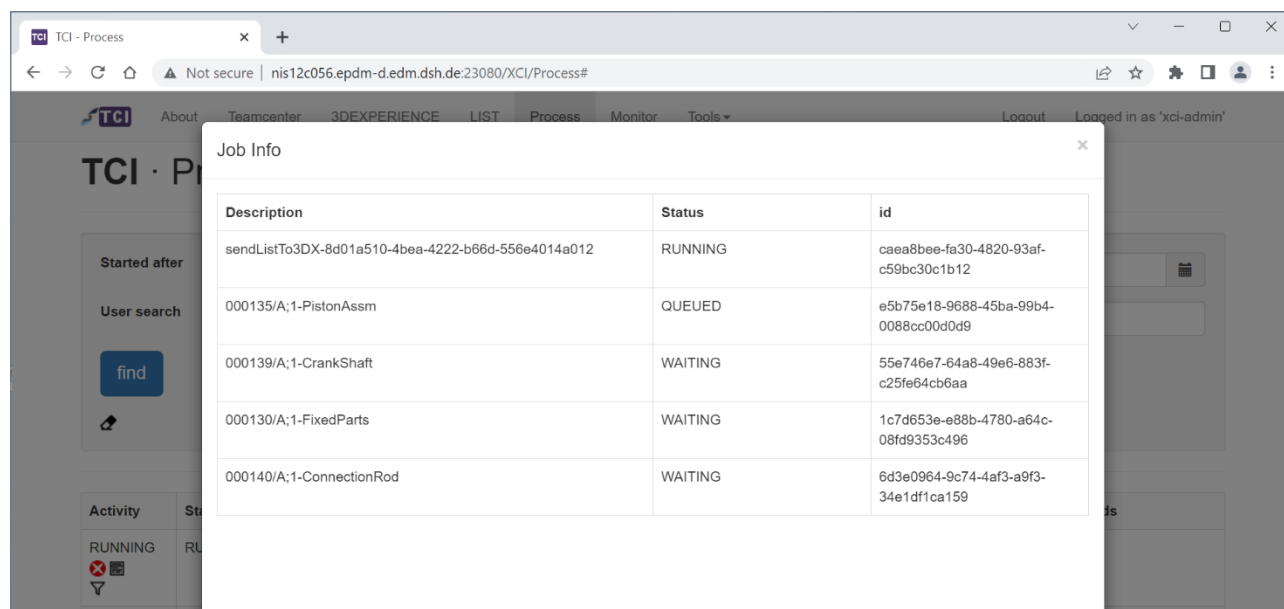 TCI TCI - Process
Not secure nis12c056.epdm-d.edm.dsh.de:23080/XCI/Process#
TCI About Teamcenter 3DEXPERIENCE LIST Process Monitor Tools Logout Logged in as 'xci-admin'
TCI · Pr
Job Info
Description Status id
sendListTo3DX-8d01a510-4bea-4222-b66d-556e4014a012 RUNNING caea8bee-fa30-4820-93af-
c59bc30c1b12
000135/A;1-PistonAssm QUEUED e5b75e18-9688-45ba-99b4-
0088cc00d0d9
000139/A;1-CrankShaft WAITING 55e746e7-64a8-49e6-883f-
c25fe64cb6aa
000130/A;1-FixedParts WAITING 1c7d653e-e88b-4780-a64c-
08fd9353c496
000140/A;1-ConnectionRod WAITING 6d3e0964-9c74-4af3-a9f3-
34e1df1ca159
Started after
User search
find
Activity Sta ds
RUNNING RU